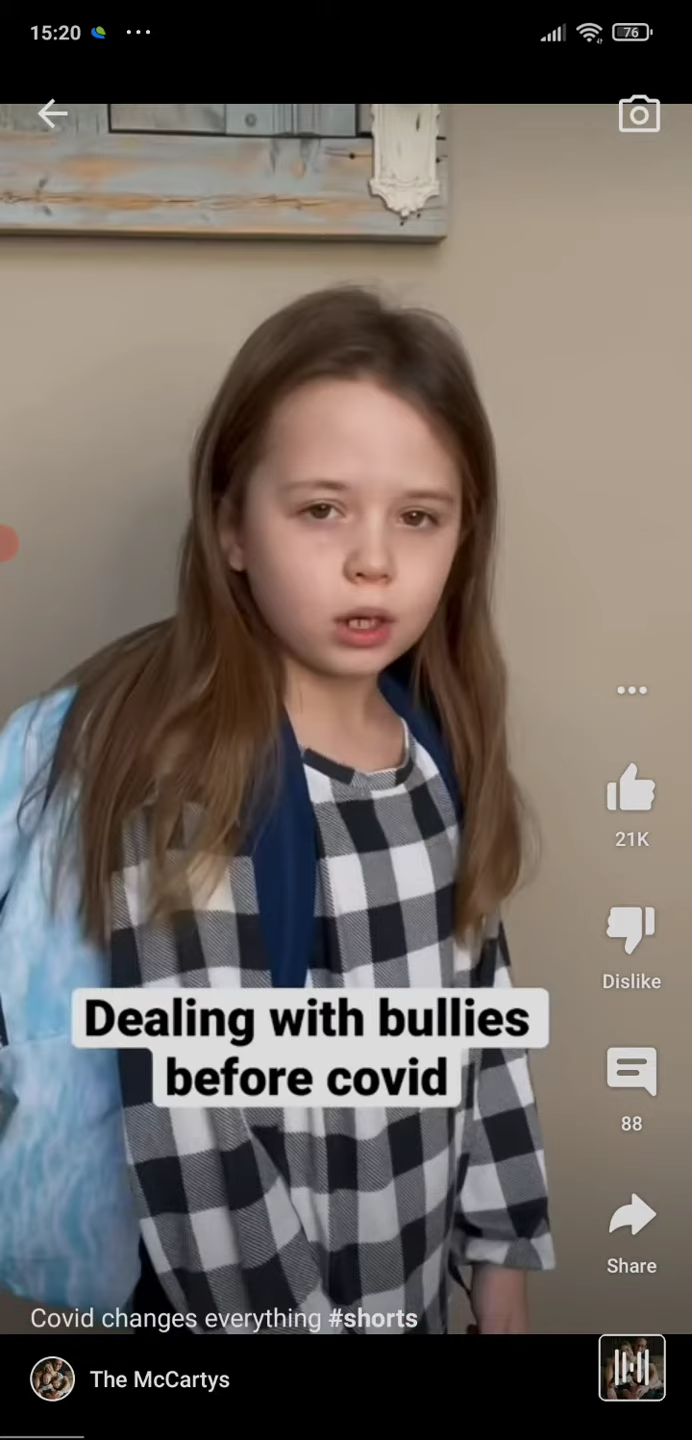 15:20
76
Dealing with bullies
before covid
21K
Dislike
88
Share
Covid changes everything #shorts
The McCartys